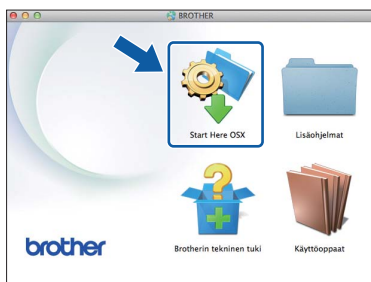 BROTHER
Start Here OSX
Lisäohjelmat
Brotherin tekninen tuki
Käyttöoppaat
brother